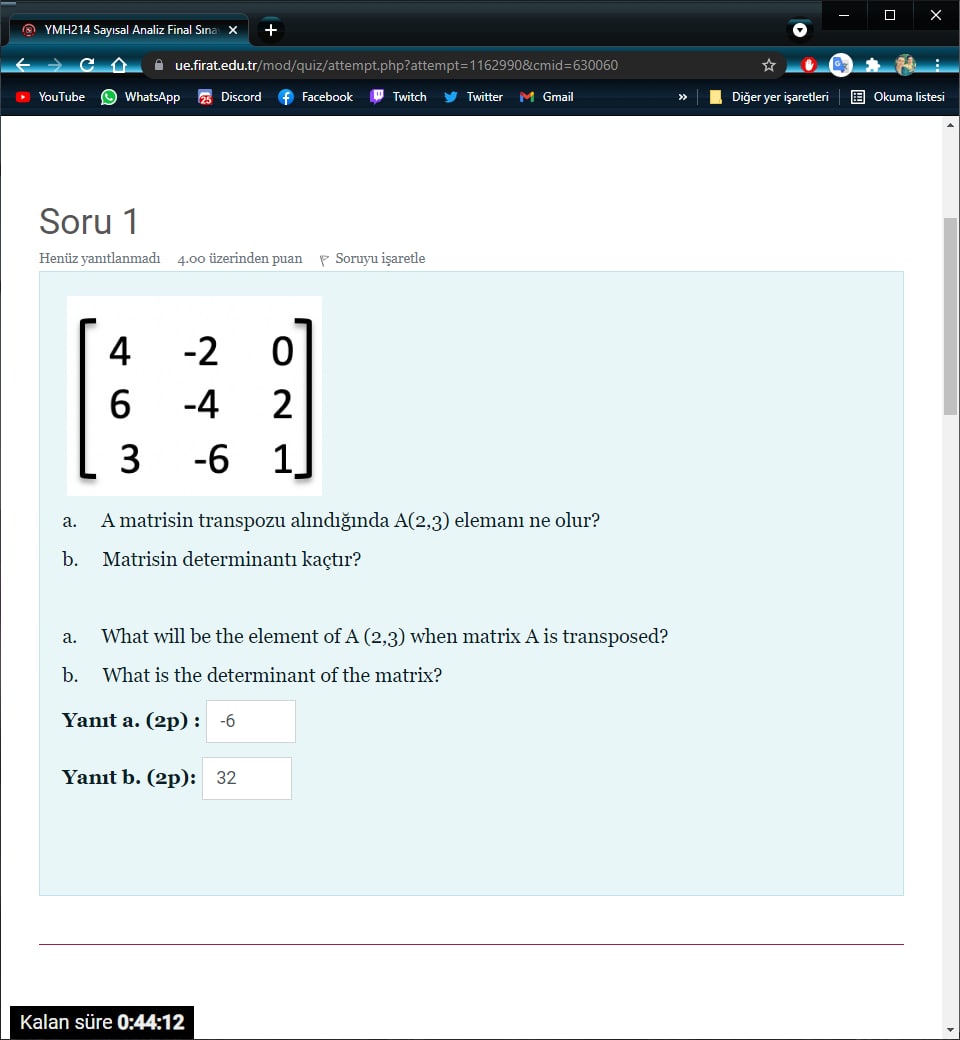 YMH214 Sayısal Analiz Final Sına
ue.firat.edu.tr/mod/quiz/attempt.php?attempt=1162990&cmid=630060
YouTube WhatsApp 25 Discord Facebook Twitch Twitter Gmail » Diğer yer işaretleri Okuma listesi
Soru 1
Henüz yanıtlanmadı 4.00 üzerinden puan Soruyu işaretle
4 -2 0
6 -4 2
3 -6 1
a. A matrisin transpozu alındığında A(2,3) elemanı ne olur?
b. Matrisin determinantı kaçtır?
a. What will be the element of A (2,3) when matrix A is transposed?
b. What is the determinant of the matrix?
Yanıt a. (2p) : -6
Yanıt b. (2p): 32
Kalan süre 0:44:12